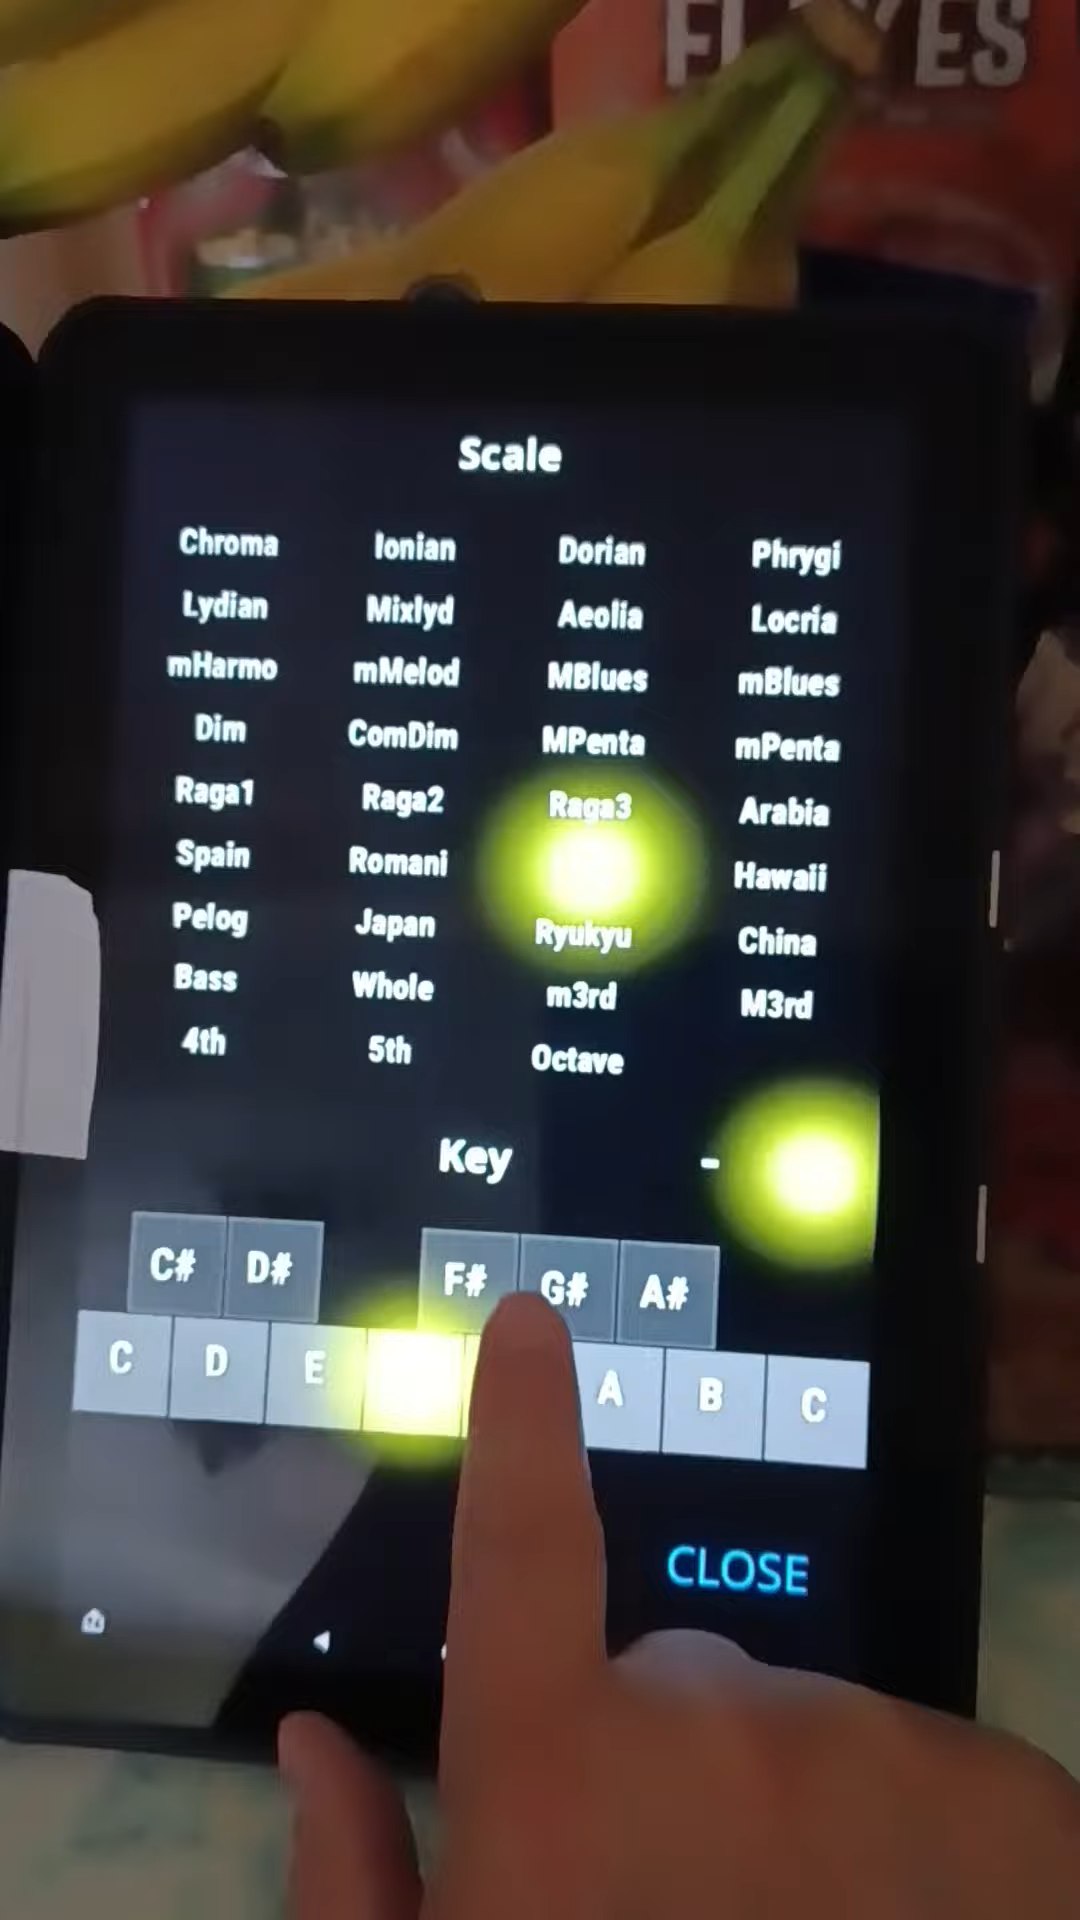 Scale
Chroma Ionian Dorian Phrygi
Lydian Mixlyd Aeolia Locria
mHarmo mMelod MBlues mBlues
Dim ComDim MPenta mPenta
Raga1 Raga2 Raga3 Arabia
Spain Romani Hawaii
Pelog Japan Ryukyu China
Bass Whole m3rd M3rd
4th 5th Octave
Key -
C# D# F# G# A#
C D E A B C
CLOSE